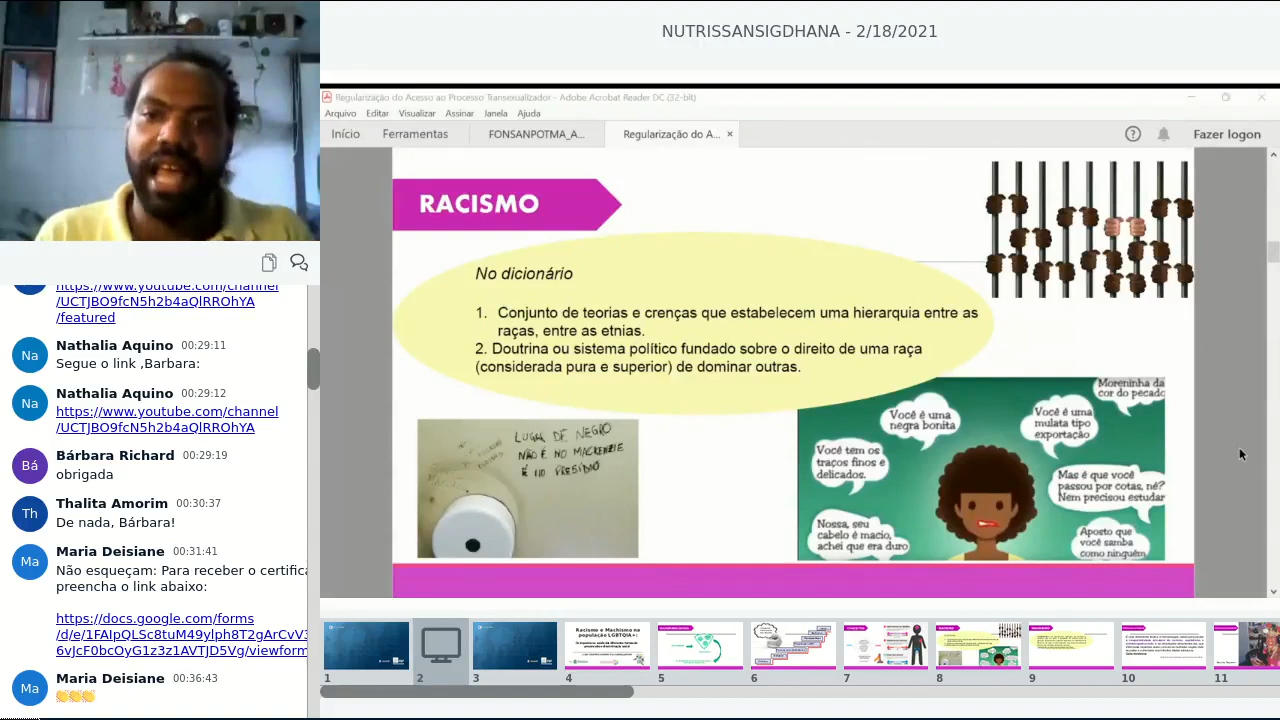 NUTRISSANSIGDHANA - 2/18/2021
Regularização do Acesso ao Processo Transexualizador - Adobe Acrobat Reader DC (32-bit)
Arquivo Editar Visualizar Assinar Janela Ajuda
Início Ferramentas FONSANPOTMA_A... Regularização do A... × Fazer logon
RACISMO
No dicionário
1. Conjunto de teorias e crenças que estabelecem uma hierarquia entre as
raças, entre as etnias.
2. Doutrina ou sistema político fundado sobre o direito de uma raça
(considerada pura e superior) de dominar outras.
LUGAR DE NEGRO
NÃO É NO MACKENZIE
É NO PRESÍDIO
Moreninha da
cor do pecado
Você é uma
negra bonita
Você é uma
mulata tipo
exportação
Você tem os
traços finos e
delicados.
Mas é que você
passou por cotas, né?
Nem precisou estudar
Nossa, seu
cabelo é macio,
achei que era duro
Aposto que
você samba
como ninguém
https://www.youtube.com/channel
/UCTJBO9fcN5h2b4aQlRROhYA
/featured
Na Nathalia Aquino 00:29:11
Segue o link ,Barbara:
Na Nathalia Aquino 00:29:12
https://www.youtube.com/channel
/UCTJBO9fcN5h2b4aQlRROhYA
Bá Bárbara Richard 00:29:19
obrigada
Th Thalita Amorim 00:30:37
De nada, Bárbara!
Ma Maria Deisiane 00:31:41
Não esqueçam: Para receber o certifica
preencha o link abaixo:
https://docs.google.com/forms
/d/e/1FAIpQLSc8tUM49ylph8T2gArCvV3
6vJcF0bcOyG1z3z1AVTJD5Vg/viewform
Ma Maria Deisiane 00:36:43
👏👏👏
Racismo e Machismo na
população LGBTQIA+:
1 2 3 4 5 6 7 8 9 10 11